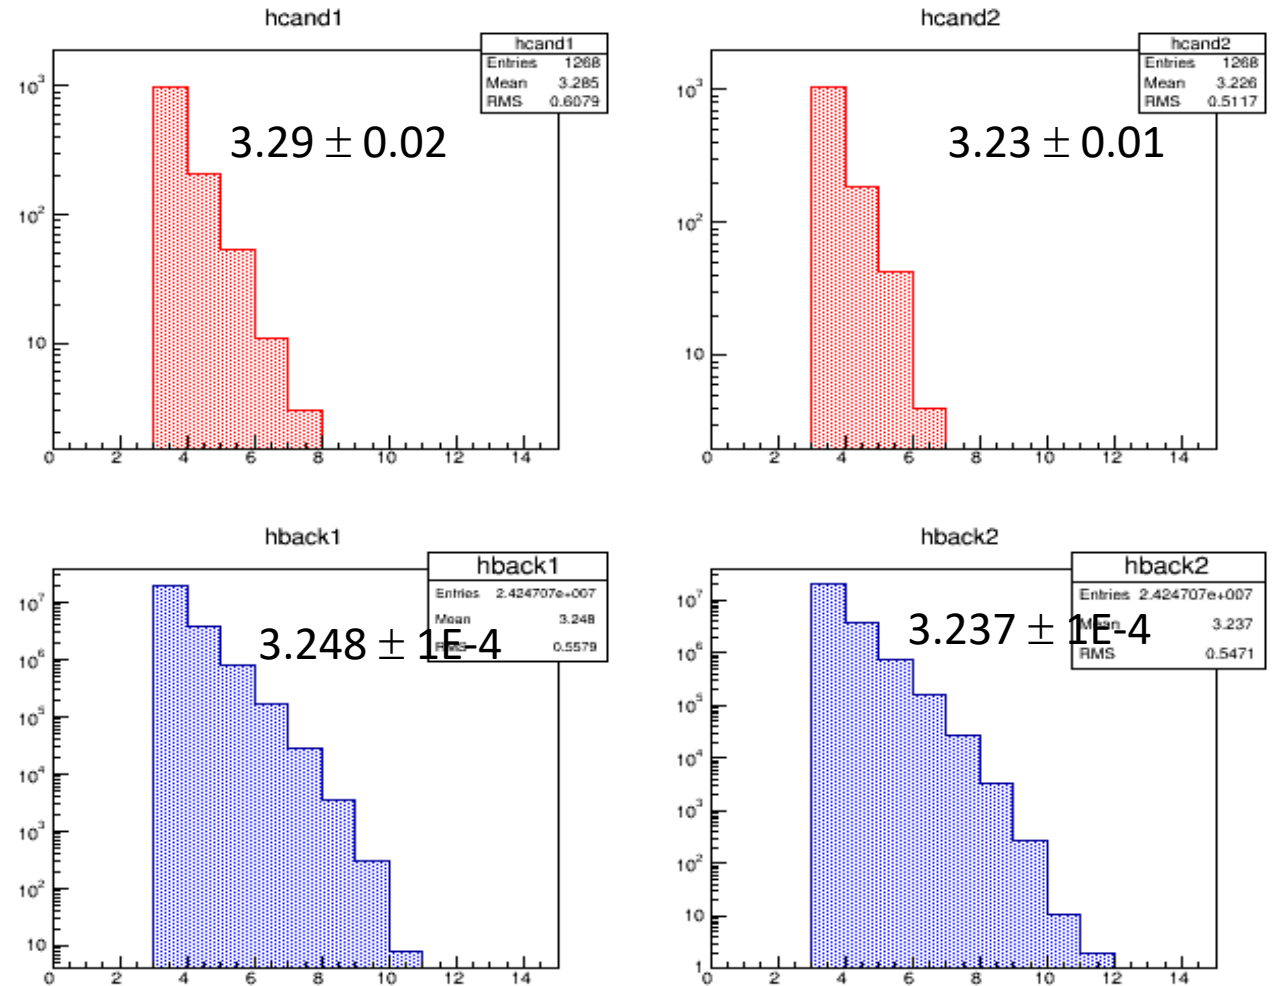 hcand1
hcand1
Entries 1268
Mean 3.285
RMS 0.6079
3.29 ± 0.02
10³
10²
10
0 2 4 6 8 10 12 14
hcand2
hcand2
Entries 1268
Mean 3.226
RMS 0.5117
3.23 ± 0.01
10³
10²
10
0 2 4 6 8 10 12 14
hback1
hback1
Entries 2.424707e+007
Mean 3.248
RMS 0.5579
3.248 ± 1E-4
10⁷
10⁶
10⁵
10⁴
10³
10²
10
0 2 4 6 8 10 12 14
hback2
hback2
Entries 2.424707e+007
Mean 3.237
RMS 0.5471
3.237 ± 1E-4
10⁷
10⁶
10⁵
10⁴
10³
10²
10
1
0 2 4 6 8 10 12 14